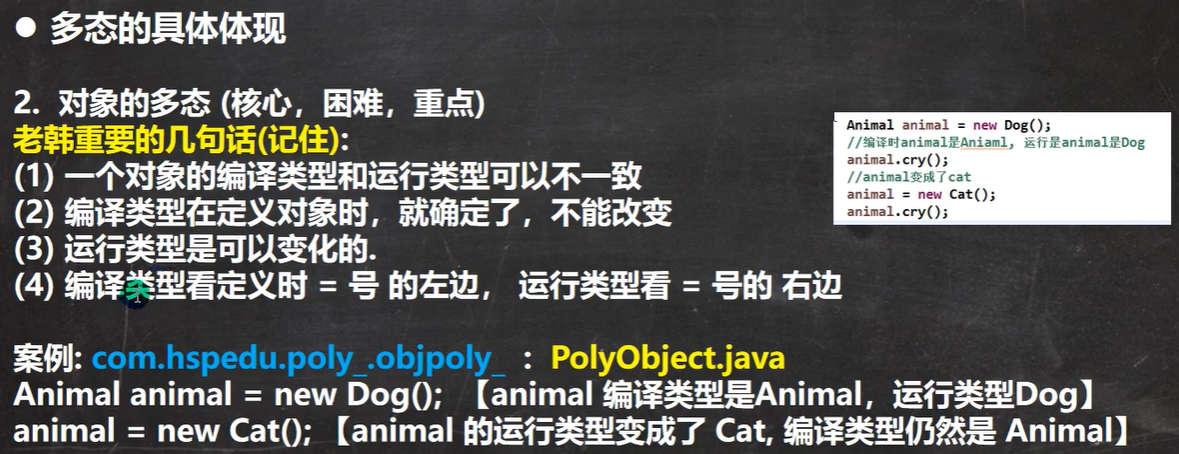 ● 多态的具体体现
2. 对象的多态 (核心，困难，重点)
老韩重要的几句话(记住):
(1) 一个对象的编译类型和运行类型可以不一致
(2) 编译类型在定义对象时，就确定了，不能改变
(3) 运行类型是可以变化的.
(4) 编译类型看定义时 = 号 的左边， 运行类型看 = 号的 右边
案例: com.hspedu.poly_.objpoly_ : PolyObject.java
Animal animal = new Dog(); 【animal 编译类型是Animal，运行类型Dog】
animal = new Cat(); 【animal 的运行类型变成了 Cat, 编译类型仍然是 Animal】
Animal animal = new Dog();
//编译时animal是Aniaml, 运行是animal是Dog
animal.cry();
//animal变成了cat
animal = new Cat();
animal.cry();